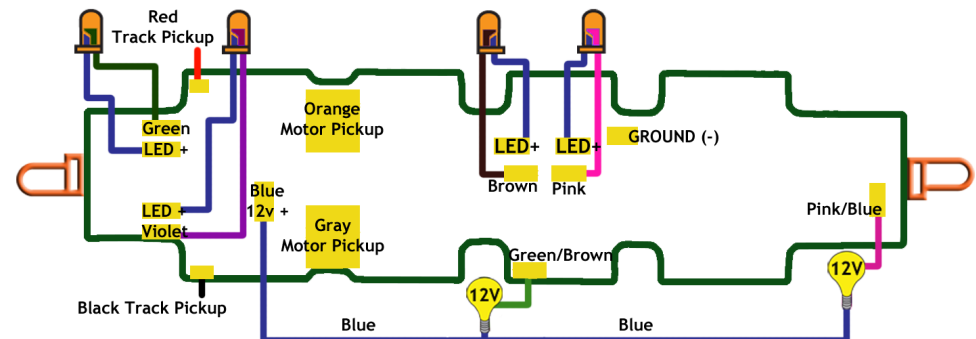 Red
Track Pickup
Orange
Motor Pickup
Green
LED +
LED+
LED+
GROUND (-)
Brown
Pink
Blue
12v +
LED +
Violet
Gray
Motor Pickup
Pink/Blue
Green/Brown
Black Track Pickup
12V
12V
Blue
Blue